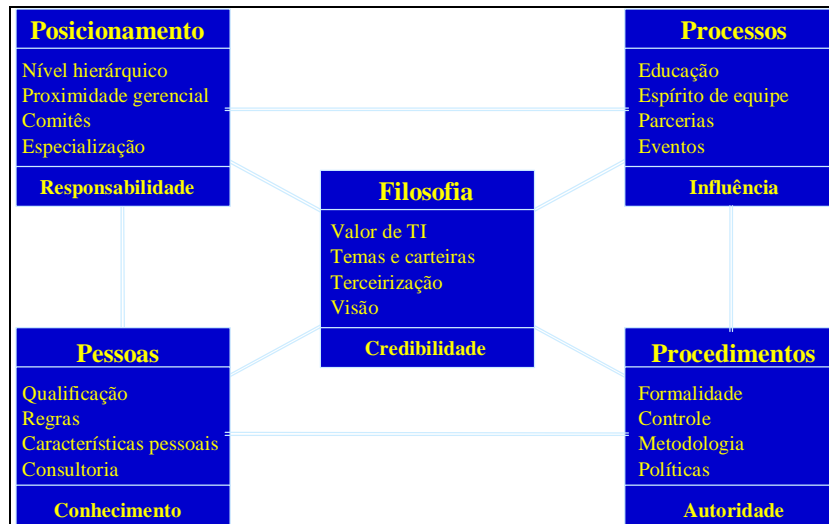 Posicionamento
Nível hierárquico
Proximidade gerencial
Comitês
Especialização
Responsabilidade
Processos
Educação
Espírito de equipe
Parcerias
Eventos
Influência
Filosofia
Valor de TI
Temas e carteiras
Terceirização
Visão
Credibilidade
Pessoas
Qualificação
Regras
Características pessoais
Consultoria
Conhecimento
Procedimentos
Formalidade
Controle
Metodologia
Políticas
Autoridade